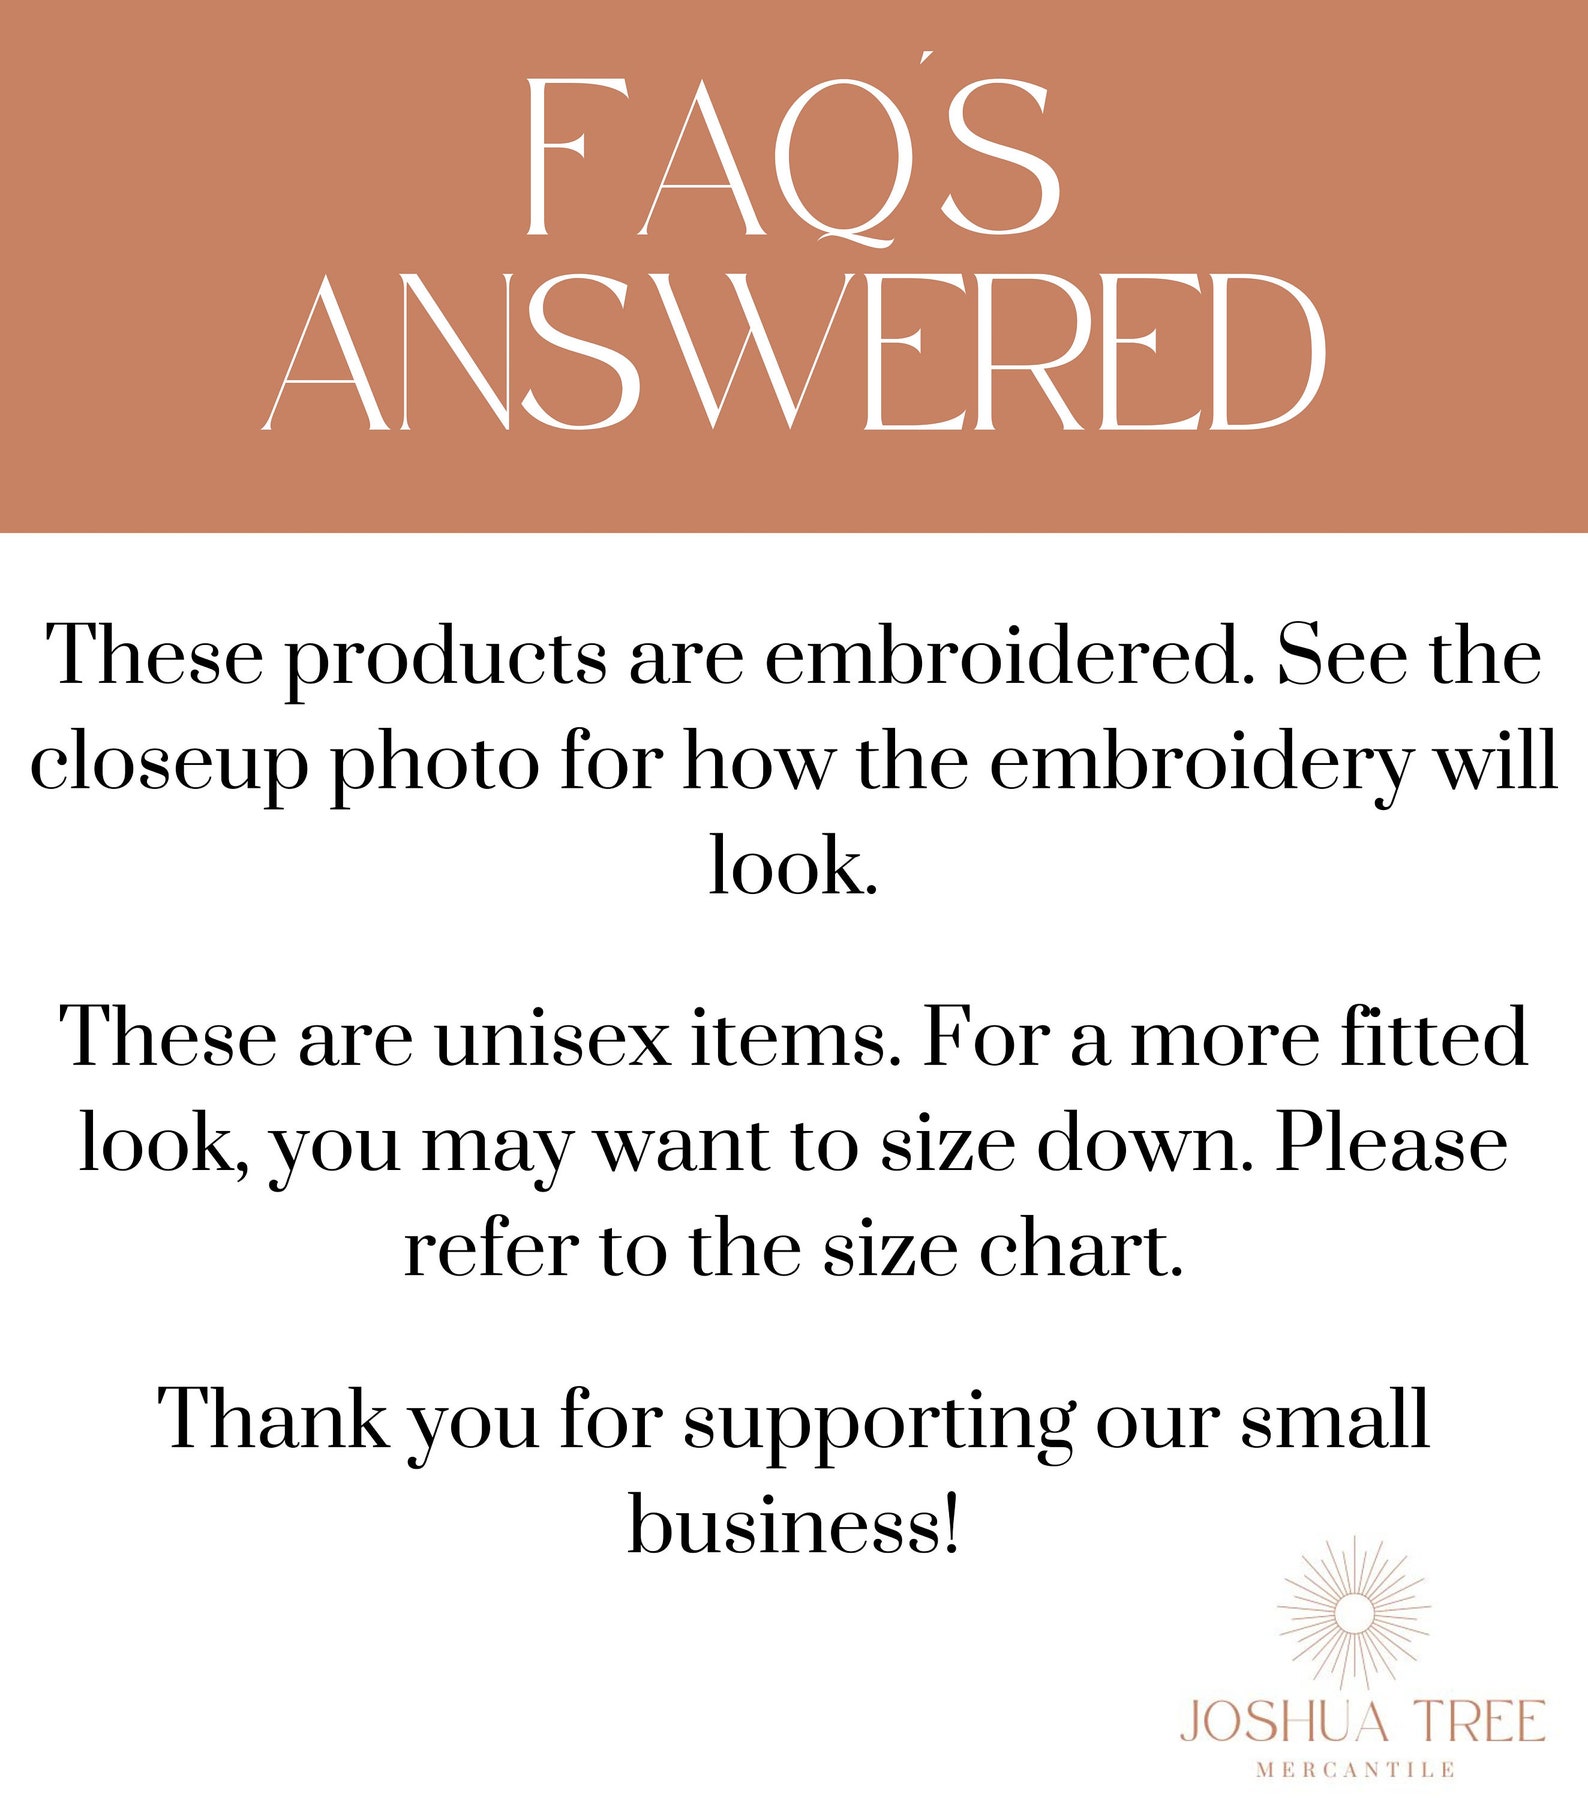 FAQ'S
ANSWERED
These products are embroidered. See the
closeup photo for how the embroidery will
look.
These are unisex items. For a more fitted
look, you may want to size down. Please
refer to the size chart.
Thank you for supporting our small
business!
JOSHUA TREE
MERCANTILE